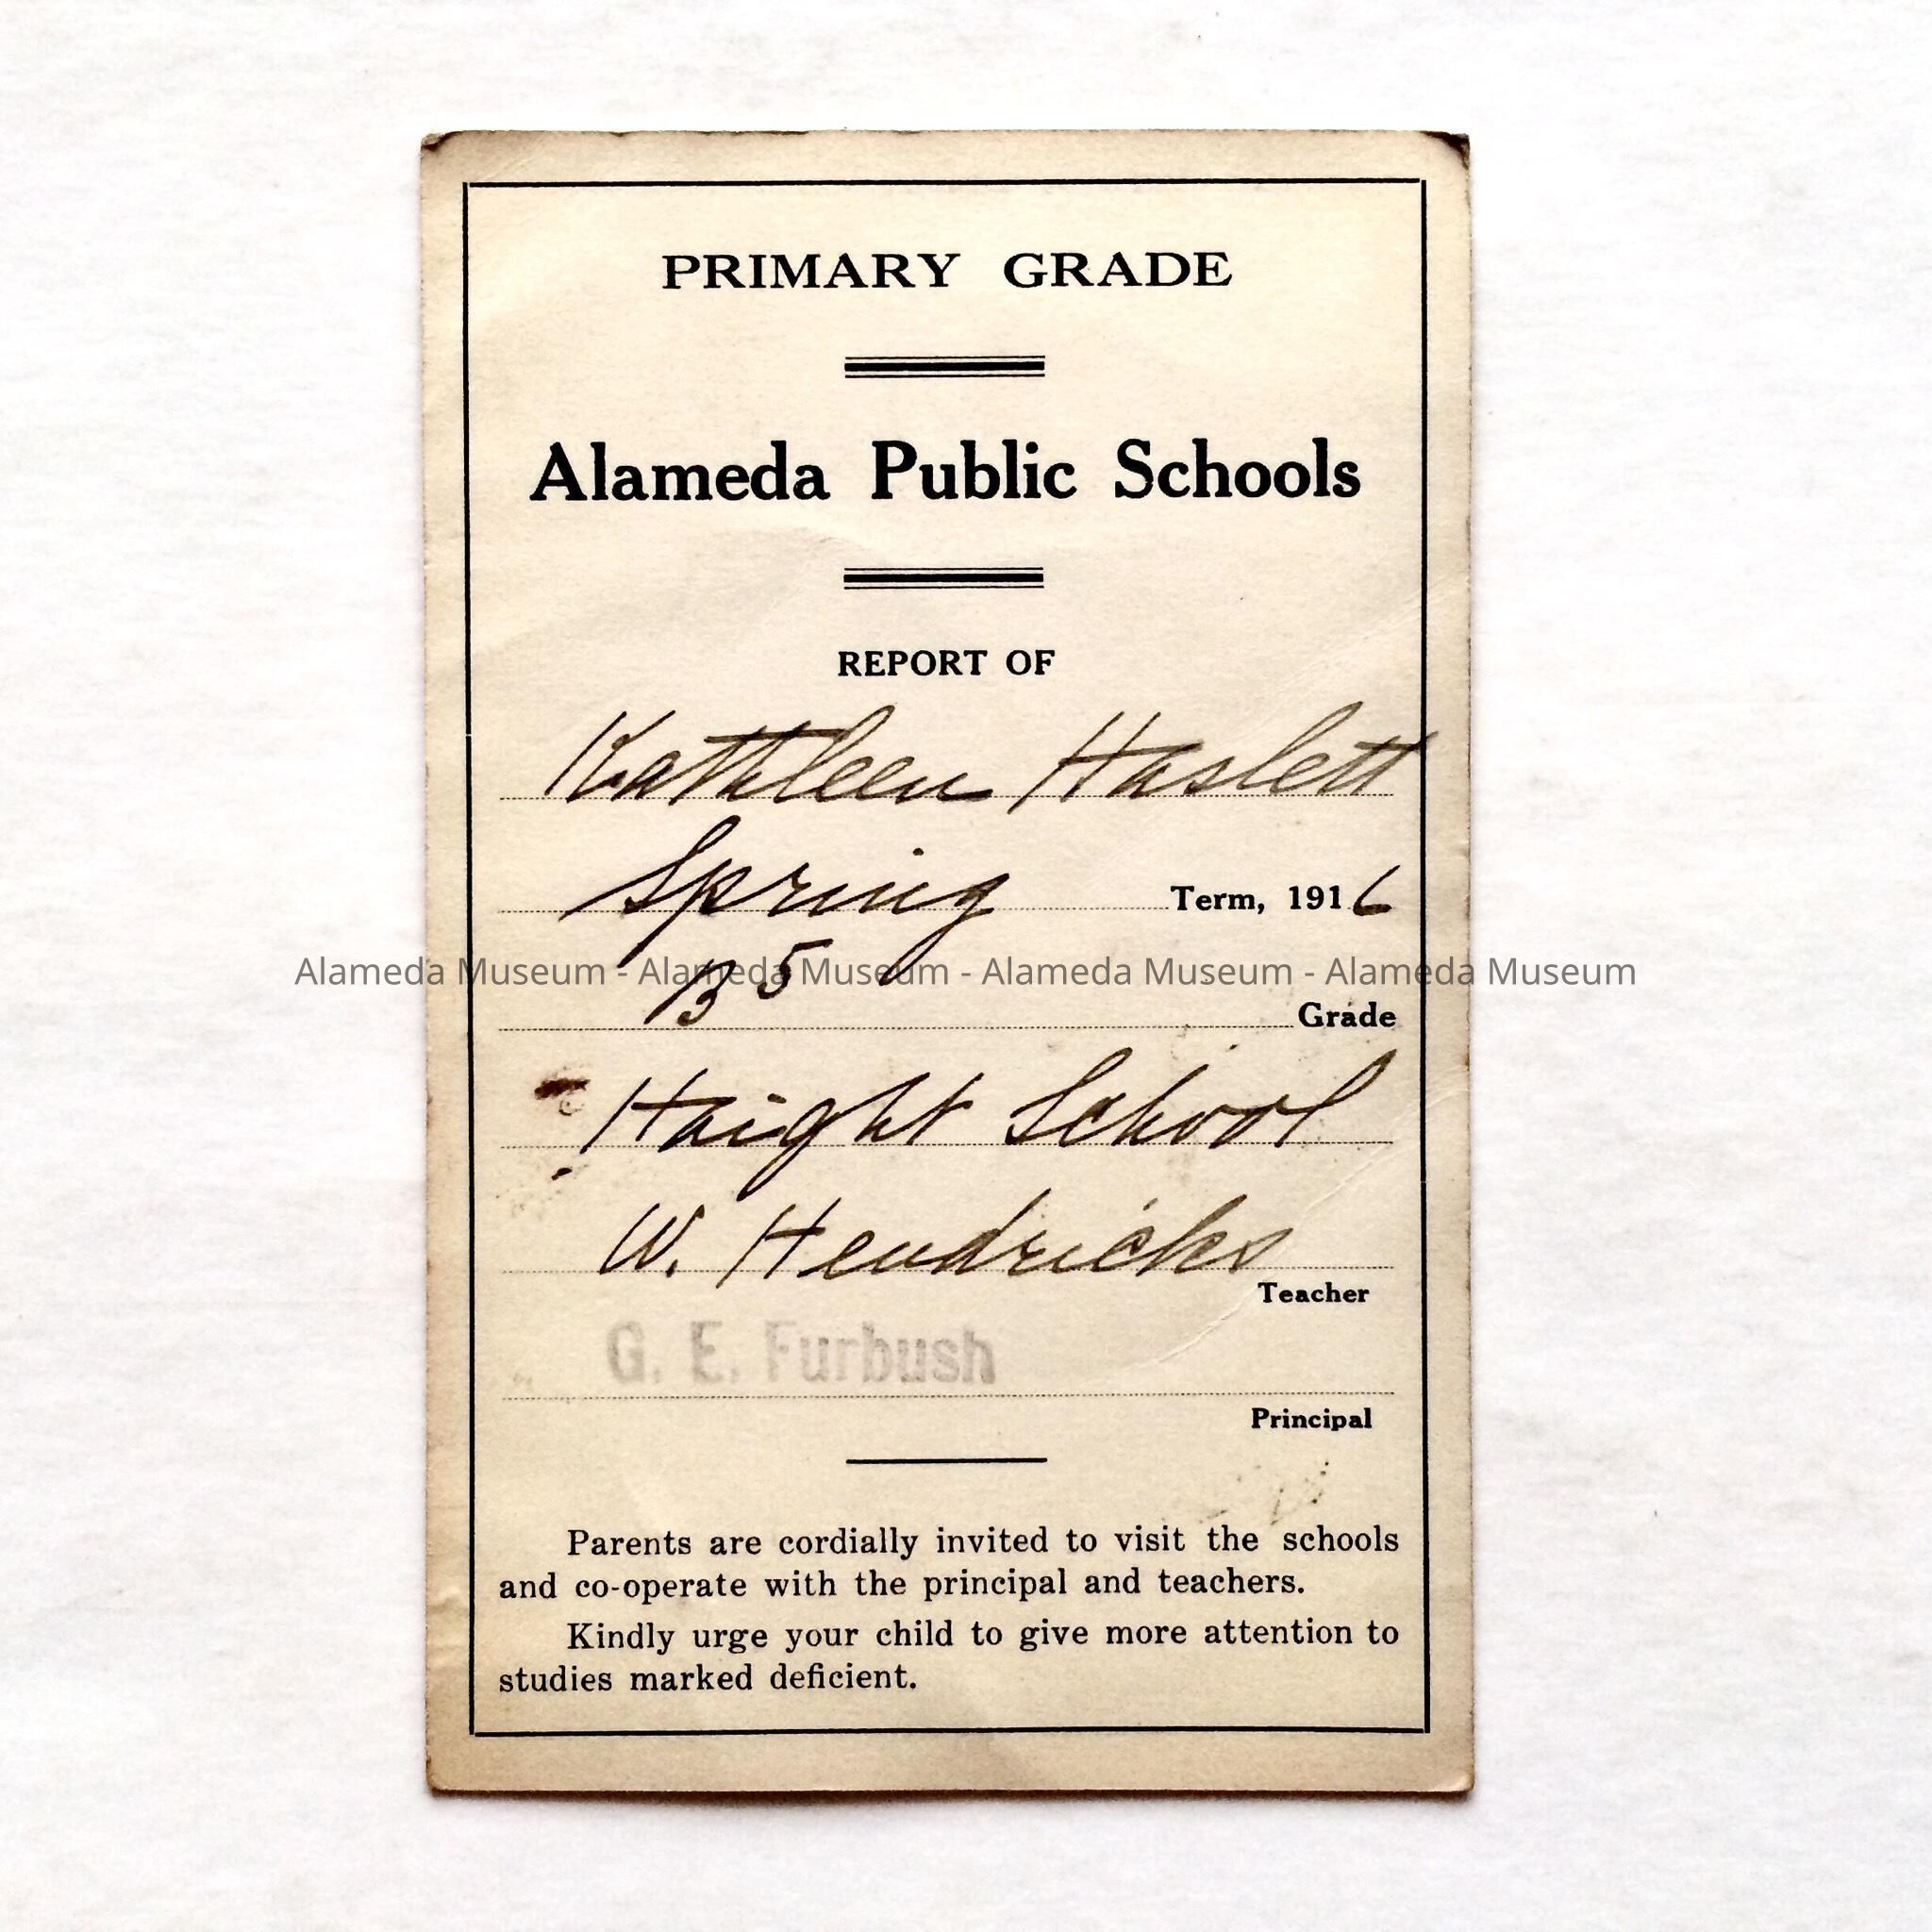 PRIMARY GRADE
Alameda Public Schools
REPORT OF
Kathleen Haslett
Spring Term, 1916
Alameda Museum - Alameda Museum - Alameda Museum - Alameda Museum
B5 Grade
Haight School
W. Hendricks
Teacher
G. E. Furbush
Principal
Parents are cordially invited to visit the schools
and co-operate with the principal and teachers.
Kindly urge your child to give more attention to
studies marked deficient.